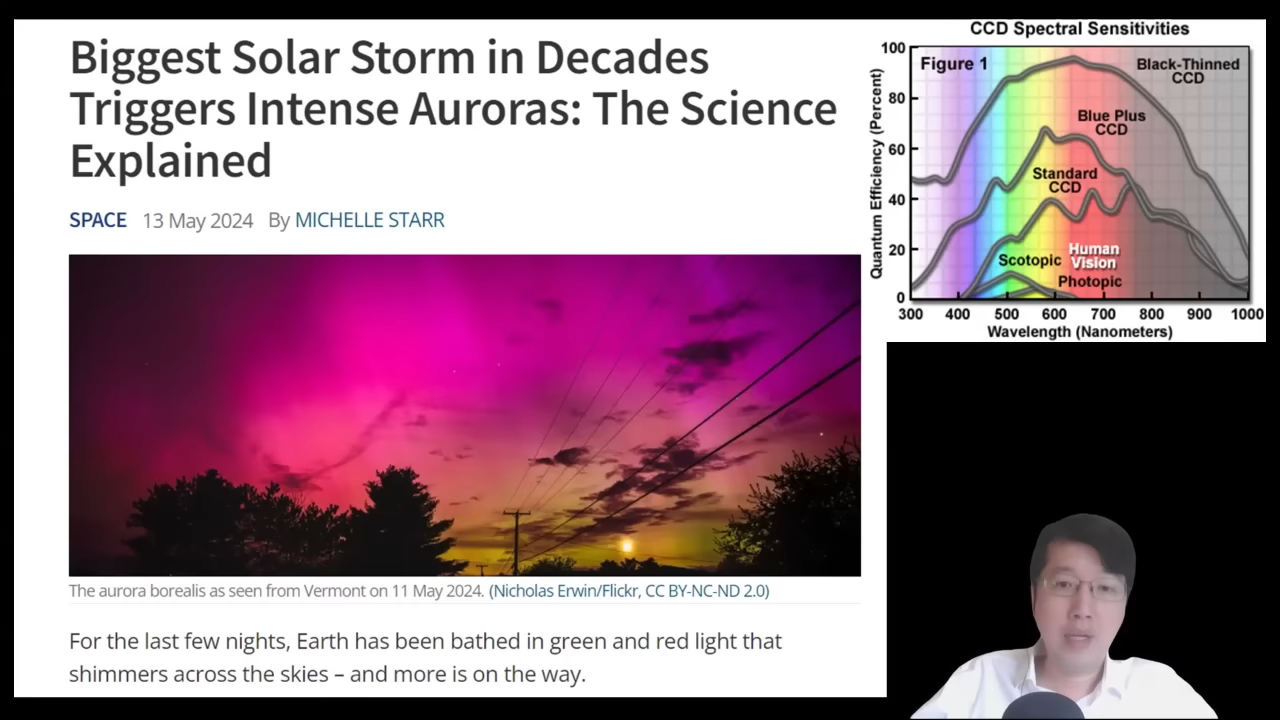 Biggest Solar Storm in Decades
Triggers Intense Auroras: The Science
Explained
SPACE 13 May 2024 By MICHELLE STARR
The aurora borealis as seen from Vermont on 11 May 2024. (Nicholas Erwin/Flickr, CC BY-NC-ND 2.0)
For the last few nights, Earth has been bathed in green and red light that
shimmers across the skies – and more is on the way.
CCD Spectral Sensitivities
Figure 1
Black-Thinned
CCD
Blue Plus
CCD
Standard
CCD
Scotopic
Human
Vision
Photopic
Quantum Efficiency (Percent)
100
80
60
40
20
0
300 400 500 600 700 800 900 1000
Wavelength (Nanometers)